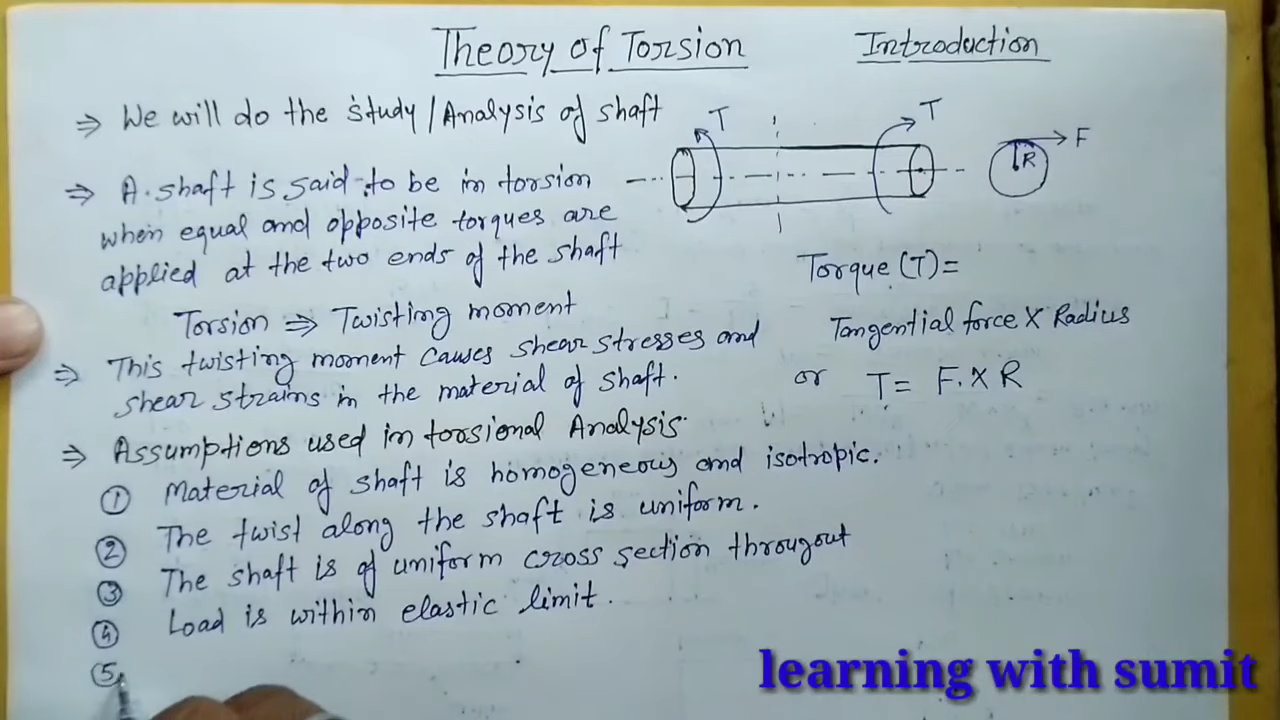 Theory of Torsion
Introduction
⇒ We will do the study/Analysis of shaft
⇒ A shaft is said to be in torsion
when equal and opposite torques are
applied at the two ends of the shaft
Torsion ⇒ Twisting moment
⇒ This twisting moment causes shear stresses and
shear strains in the material of shaft.
⇒ Assumptions used in torsional Analysis.
① Material of shaft is homogeneous and isotropic.
② The twist along the shaft is uniform.
③ The shaft is of uniform cross section througout
④ Load is within elastic limit.
⑤
T
T
F
R
Torque (T) =
Tangential force X Radius
or T = F. X R
learning with sumit